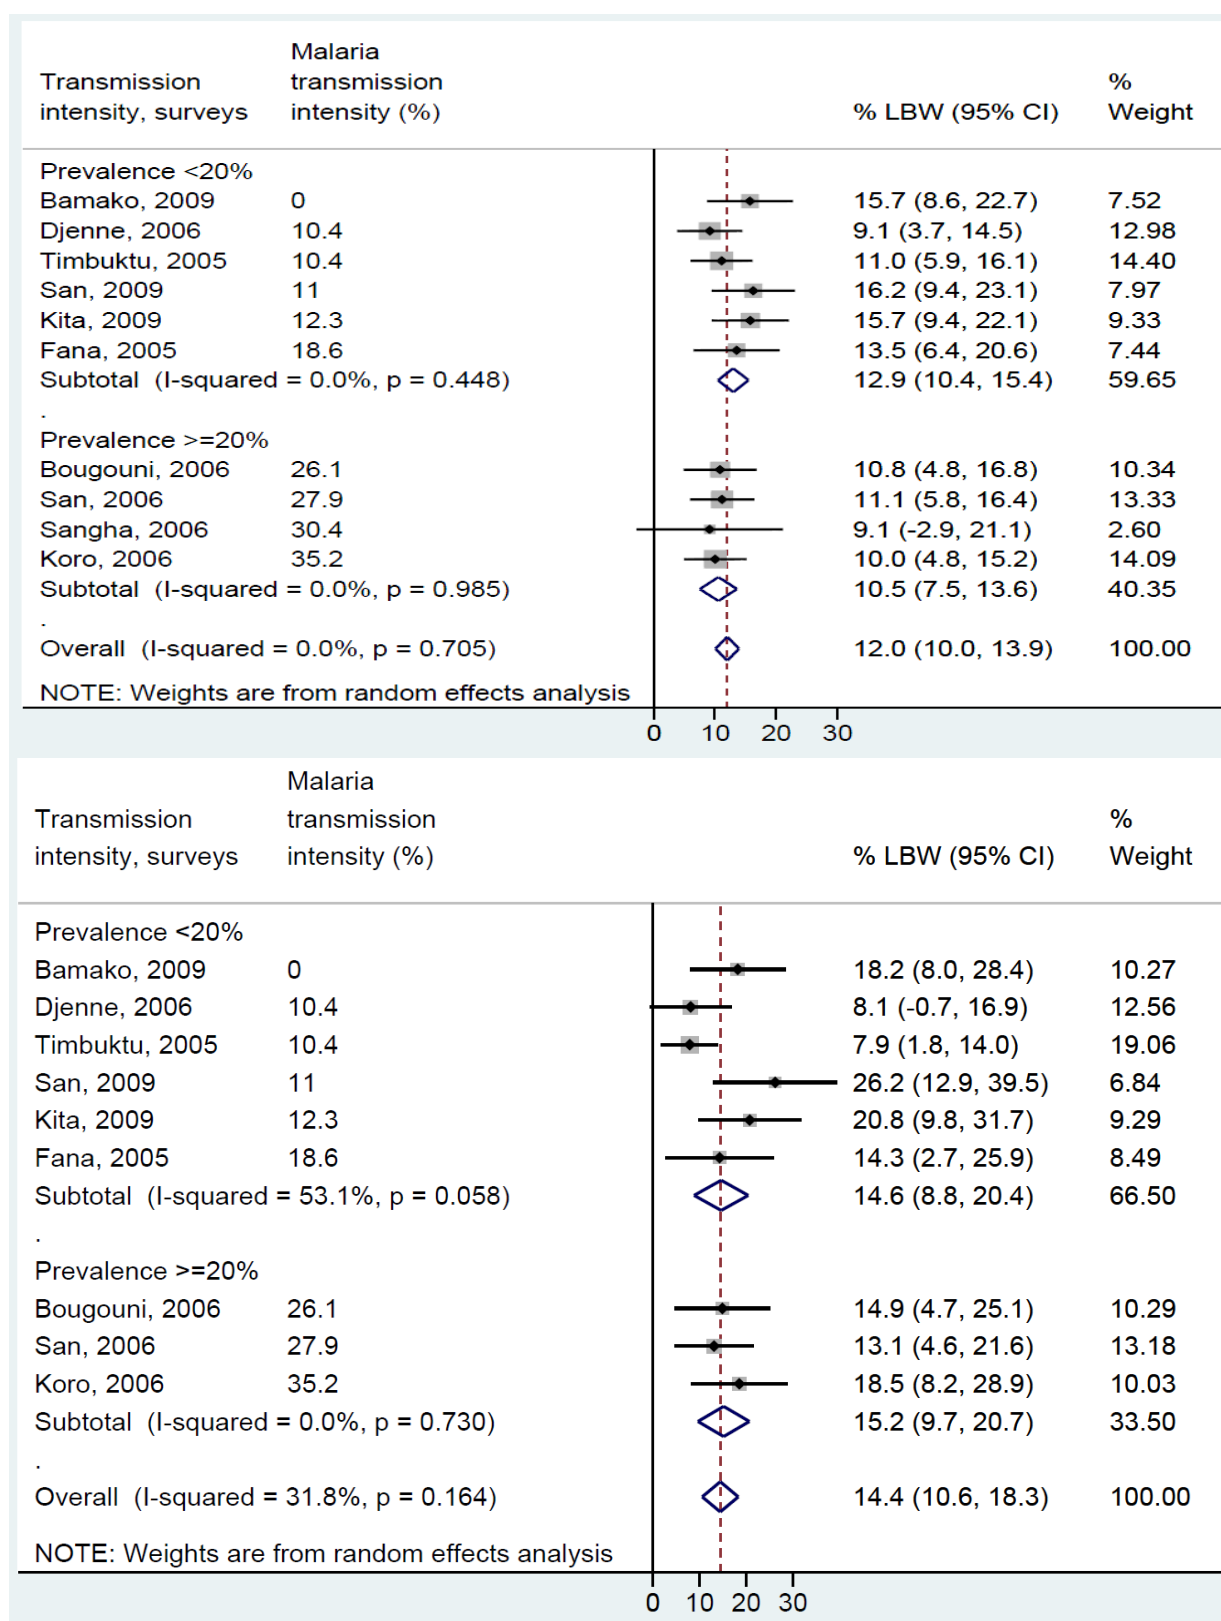 Malaria
Transmission transmission %
intensity, surveys intensity (%) % LBW (95% CI) Weight
Prevalence <20%
Bamako, 2009 0 15.7 (8.6, 22.7) 7.52
Djenne, 2006 10.4 9.1 (3.7, 14.5) 12.98
Timbuktu, 2005 10.4 11.0 (5.9, 16.1) 14.40
San, 2009 11 16.2 (9.4, 23.1) 7.97
Kita, 2009 12.3 15.7 (9.4, 22.1) 9.33
Fana, 2005 18.6 13.5 (6.4, 20.6) 7.44
Subtotal (I-squared = 0.0%, p = 0.448) 12.9 (10.4, 15.4) 59.65
.
Prevalence >=20%
Bougouni, 2006 26.1 10.8 (4.8, 16.8) 10.34
San, 2006 27.9 11.1 (5.8, 16.4) 13.33
Sangha, 2006 30.4 9.1 (-2.9, 21.1) 2.60
Koro, 2006 35.2 10.0 (4.8, 15.2) 14.09
Subtotal (I-squared = 0.0%, p = 0.985) 10.5 (7.5, 13.6) 40.35
.
Overall (I-squared = 0.0%, p = 0.705) 12.0 (10.0, 13.9) 100.00
NOTE: Weights are from random effects analysis
0 10 20 30
Malaria
Transmission transmission %
intensity, surveys intensity (%) % LBW (95% CI) Weight
Prevalence <20%
Bamako, 2009 0 18.2 (8.0, 28.4) 10.27
Djenne, 2006 10.4 8.1 (-0.7, 16.9) 12.56
Timbuktu, 2005 10.4 7.9 (1.8, 14.0) 19.06
San, 2009 11 26.2 (12.9, 39.5) 6.84
Kita, 2009 12.3 20.8 (9.8, 31.7) 9.29
Fana, 2005 18.6 14.3 (2.7, 25.9) 8.49
Subtotal (I-squared = 53.1%, p = 0.058) 14.6 (8.8, 20.4) 66.50
.
Prevalence >=20%
Bougouni, 2006 26.1 14.9 (4.7, 25.1) 10.29
San, 2006 27.9 13.1 (4.6, 21.6) 13.18
Koro, 2006 35.2 18.5 (8.2, 28.9) 10.03
Subtotal (I-squared = 0.0%, p = 0.730) 15.2 (9.7, 20.7) 33.50
.
Overall (I-squared = 31.8%, p = 0.164) 14.4 (10.6, 18.3) 100.00
NOTE: Weights are from random effects analysis
0 10 20 30